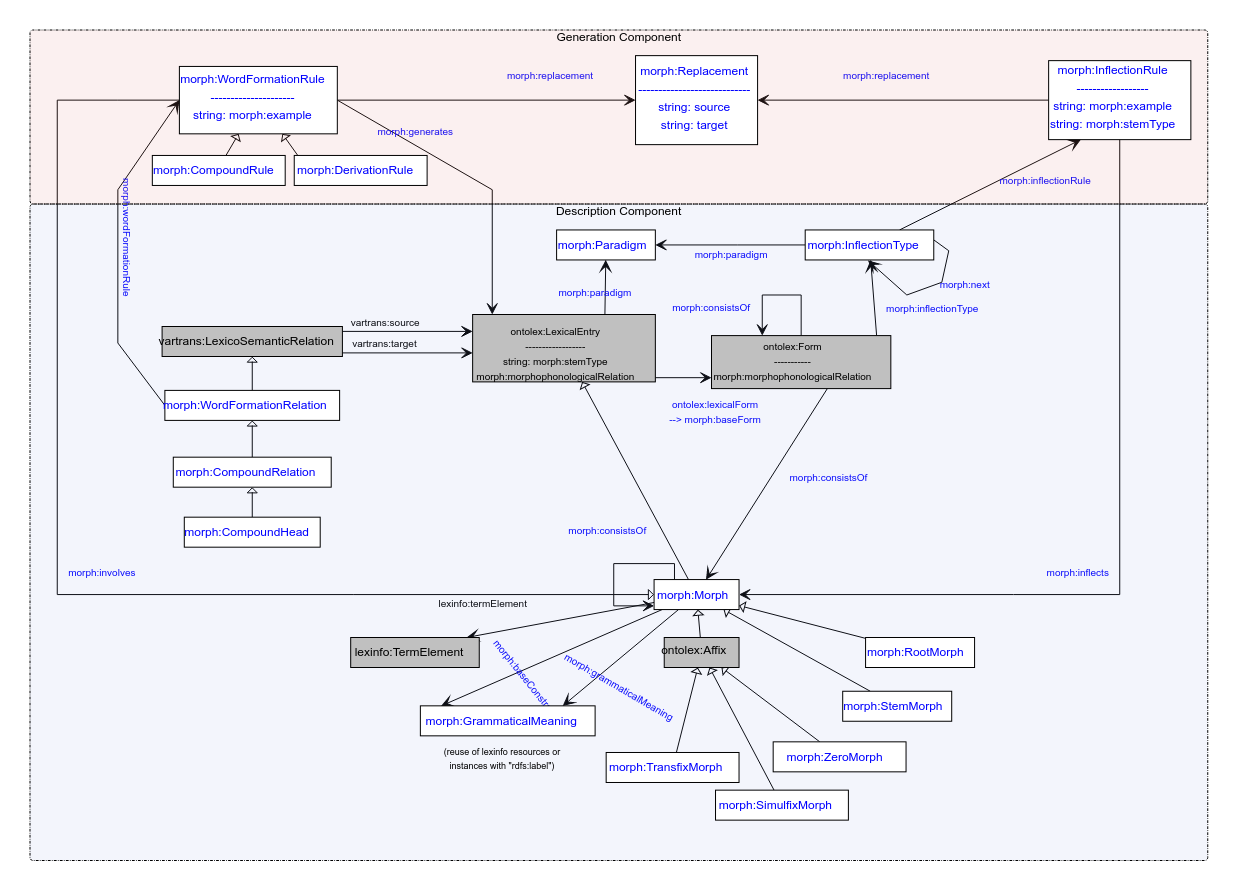 Generation Component
morph:WordFormationRule
---------------------
string: morph:example
morph:replacement
morph:Replacement
----------------------------
string: source
string: target
morph:replacement
morph:InflectionRule
------------------
string: morph:example
string: morph:stemType
morph:generates
morph:CompoundRule
morph:DerivationRule
morph:inflectionRule
morph:wordFormationRule
Description Component
morph:Paradigm
morph:paradigm
morph:InflectionType
morph:next
morph:paradigm
morph:consistsOf
morph:inflectionType
vartrans:source
vartrans:target
vartrans:LexicoSemanticRelation
ontolex:LexicalEntry
------------------
string: morph:stemType
morph:morphophonologicalRelation
ontolex:Form
-----------
morph:morphophonologicalRelation
morph:WordFormationRelation
ontolex:lexicalForm
--> morph:baseForm
morph:CompoundRelation
morph:consistsOf
morph:CompoundHead
morph:consistsOf
morph:involves
morph:inflects
morph:Morph
lexinfo:termElement
lexinfo:TermElement
ontolex:Affix
morph:RootMorph
morph:baseConstr
morph:grammaticalMeaning
morph:StemMorph
morph:GrammaticalMeaning
(reuse of lexinfo resources or
instances with "rdfs:label")
morph:ZeroMorph
morph:TransfixMorph
morph:SimulfixMorph